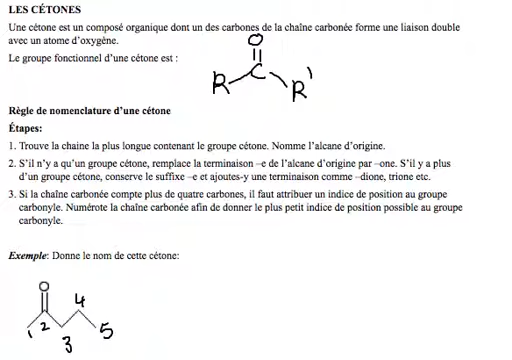 LES CÉTONES
Une cétone est un composé organique dont un des carbones de la chaîne carbonée forme une liaison double
avec un atome d'oxygène.
Le groupe fonctionnel d'une cétone est :
O
C
R R'
Règle de nomenclature d'une cétone
Étapes:
1. Trouve la chaine la plus longue contenant le groupe cétone. Nomme l'alcane d'origine.
2. S'il n'y a qu'un groupe cétone, remplace la terminaison –e de l'alcane d'origine par –one. S'il y a plus
d'un groupe cétone, conserve le suffixe –e et ajoutes-y une terminaison comme –dione, trione etc.
3. Si la chaîne carbonée compte plus de quatre carbones, il faut attribuer un indice de position au groupe
carbonyle. Numérote la chaîne carbonée afin de donner le plus petit indice de position possible au groupe
carbonyle.
Exemple: Donne le nom de cette cétone:
O
4
1 2 5
3